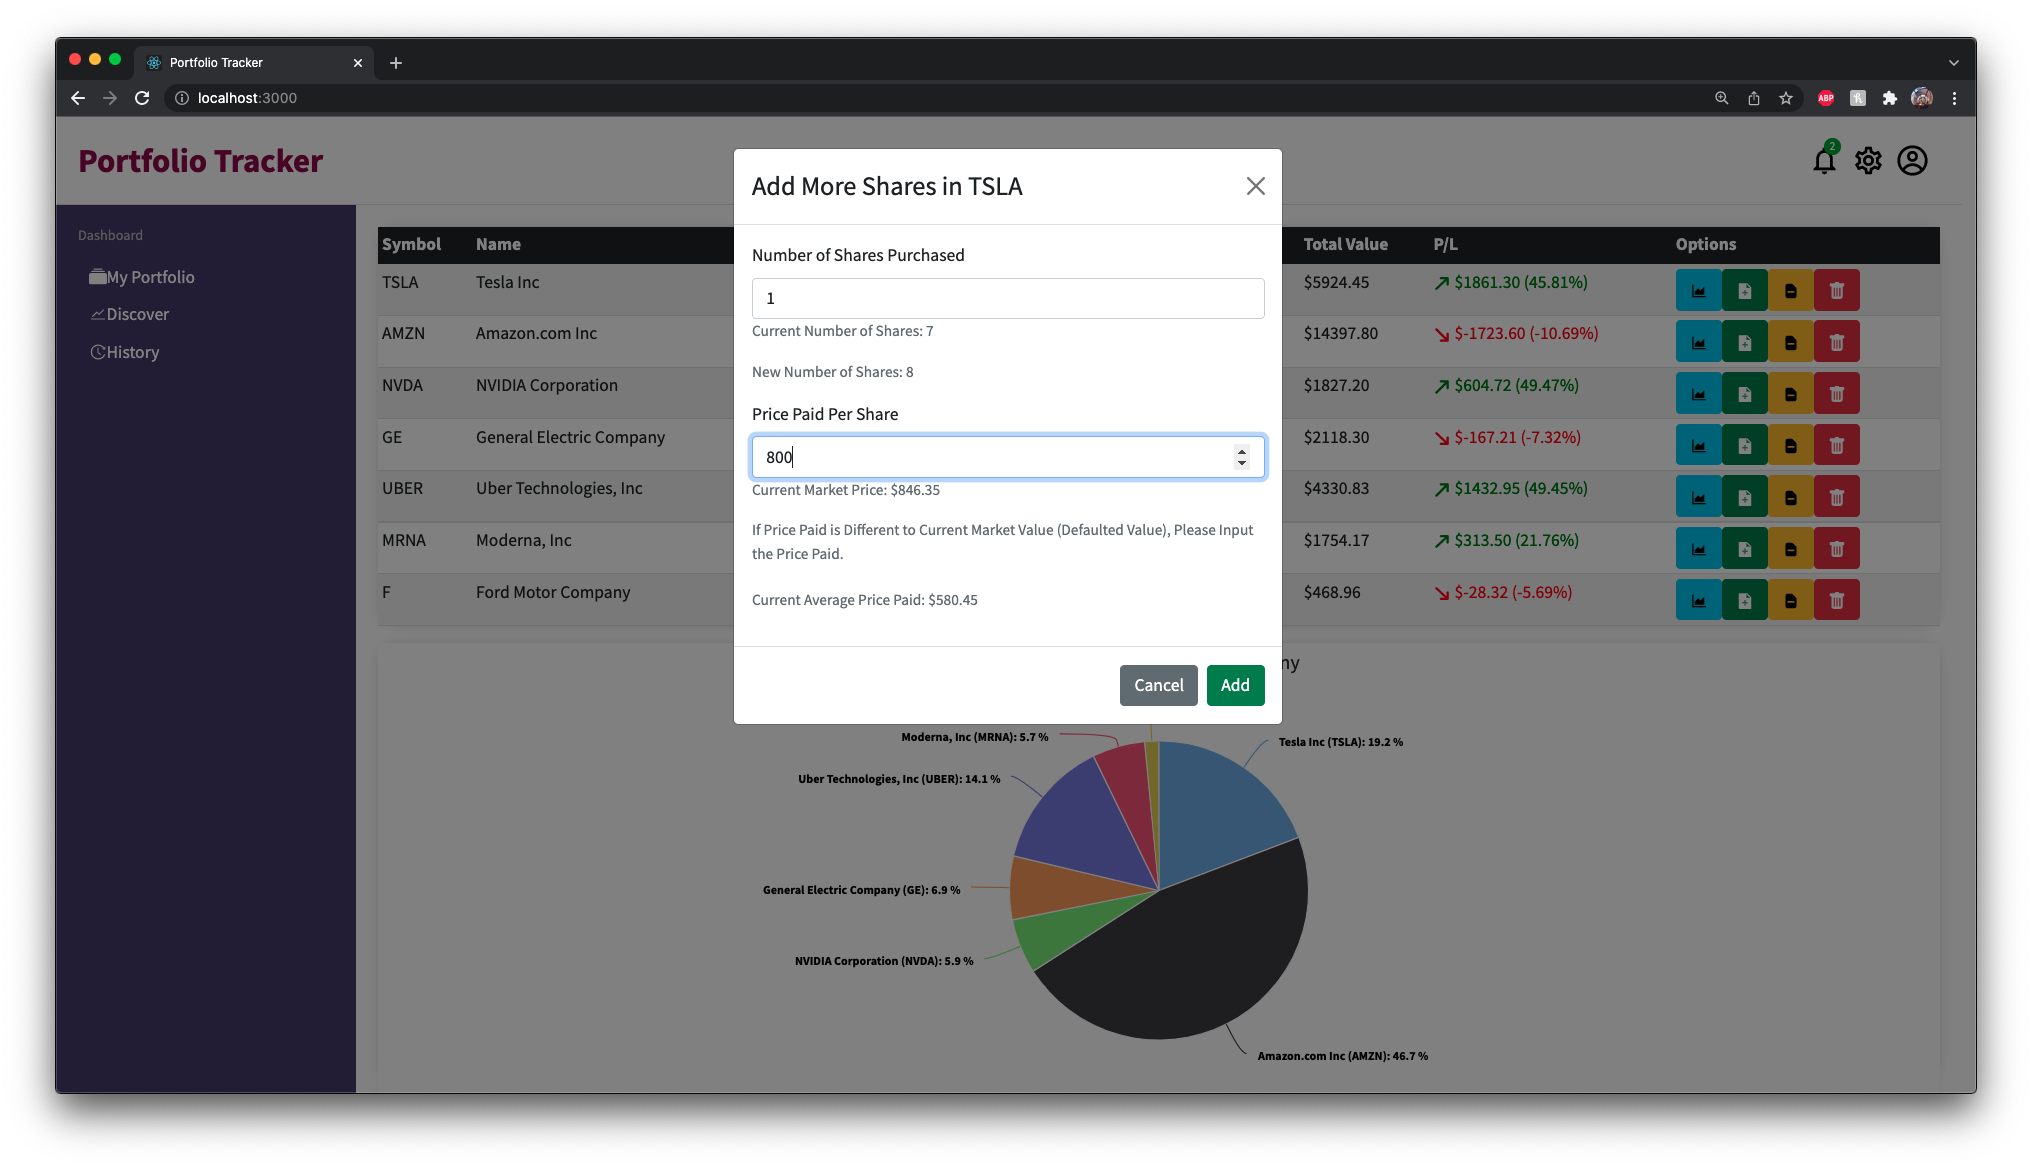 Portfolio Tracker
localhost:3000
ABP
Portfolio Tracker
2
Dashboard
My Portfolio
Discover
History
Symbol Name Total Value P/L Options
TSLA Tesla Inc $5924.45 $1861.30 (45.81%)
AMZN Amazon.com Inc $14397.80 $-1723.60 (-10.69%)
NVDA NVIDIA Corporation $1827.20 $604.72 (49.47%)
GE General Electric Company $2118.30 $-167.21 (-7.32%)
UBER Uber Technologies, Inc $4330.83 $1432.95 (49.45%)
MRNA Moderna, Inc $1754.17 $313.50 (21.76%)
F Ford Motor Company $468.96 $-28.32 (-5.69%)
Add More Shares in TSLA
Number of Shares Purchased
1
Current Number of Shares: 7
New Number of Shares: 8
Price Paid Per Share
800
Current Market Price: $846.35
If Price Paid is Different to Current Market Value (Defaulted Value), Please Input
the Price Paid.
Current Average Price Paid: $580.45
Cancel Add
Moderna, Inc (MRNA): 5.7 %
Tesla Inc (TSLA): 19.2 %
Uber Technologies, Inc (UBER): 14.1 %
General Electric Company (GE): 6.9 %
NVIDIA Corporation (NVDA): 5.9 %
Amazon.com Inc (AMZN): 46.7 %